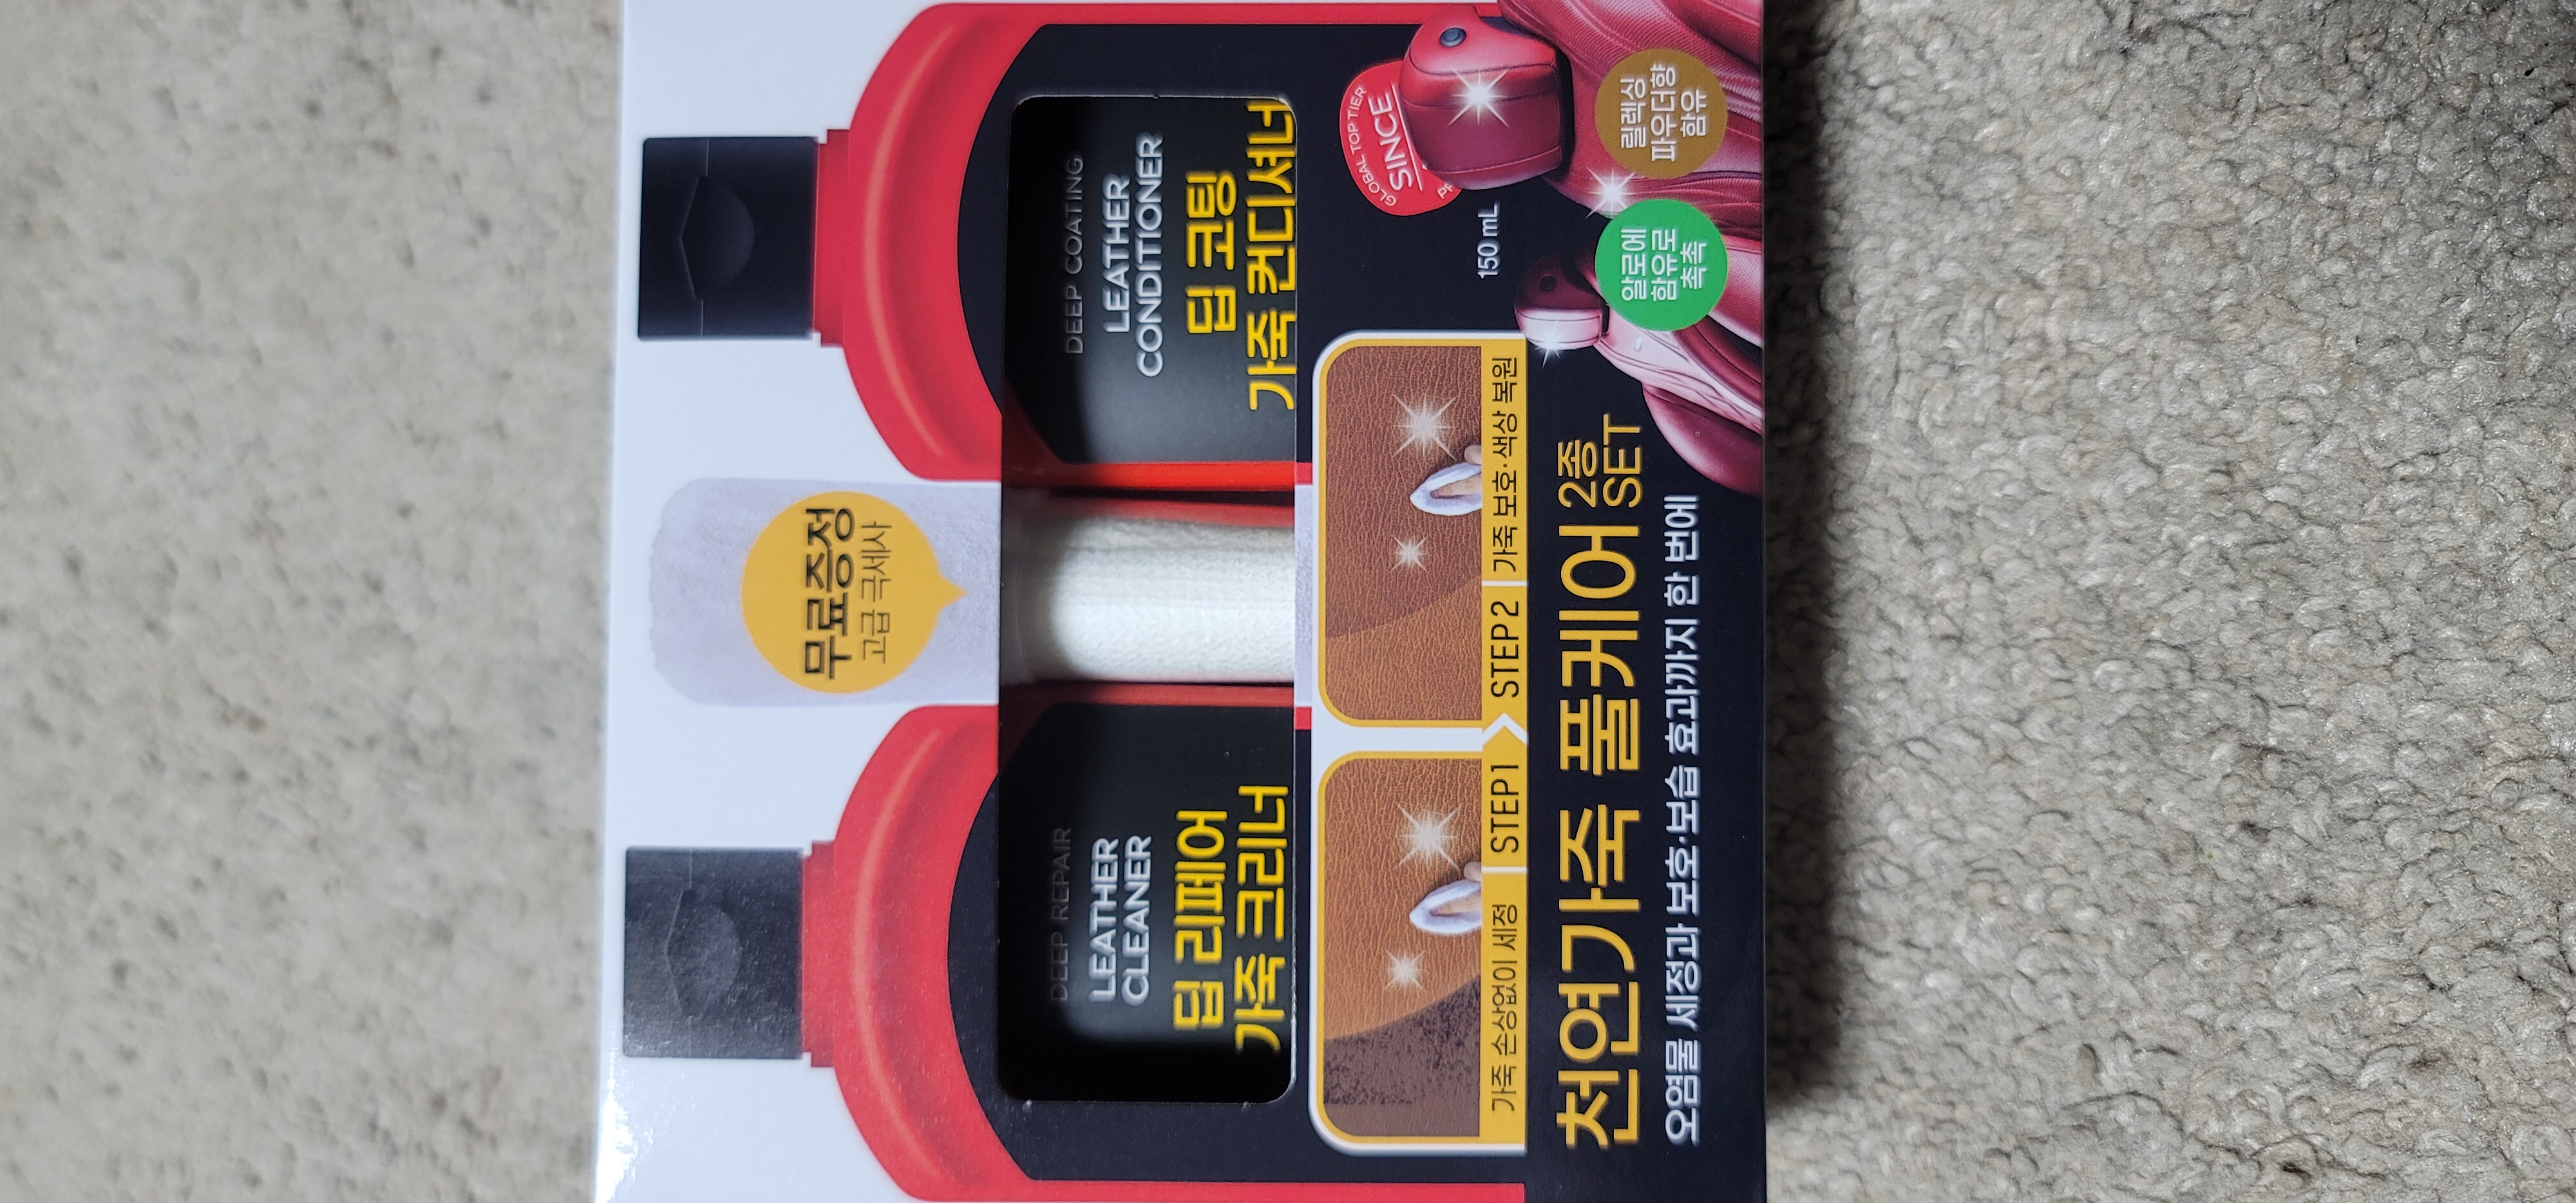 무료증정
고급 극세사
DEEP REPAIR
LEATHER
CLEANER
딥 리페어
가죽 크리너
DEEP COATING
LEATHER
CONDITIONER
딥 코팅
가죽 컨디셔너
GLOBAL TOP TIER
SINCE
150 mL
가죽 손상없이 세정
STEP 1
STEP 2
가죽 보호·색상 복원
천연가죽 풀케어 2종
SET
오염물 세정과 보호·보습 효과까지 한 번에
알로에
함유로
촉촉
릴렉싱
파우더향
함유